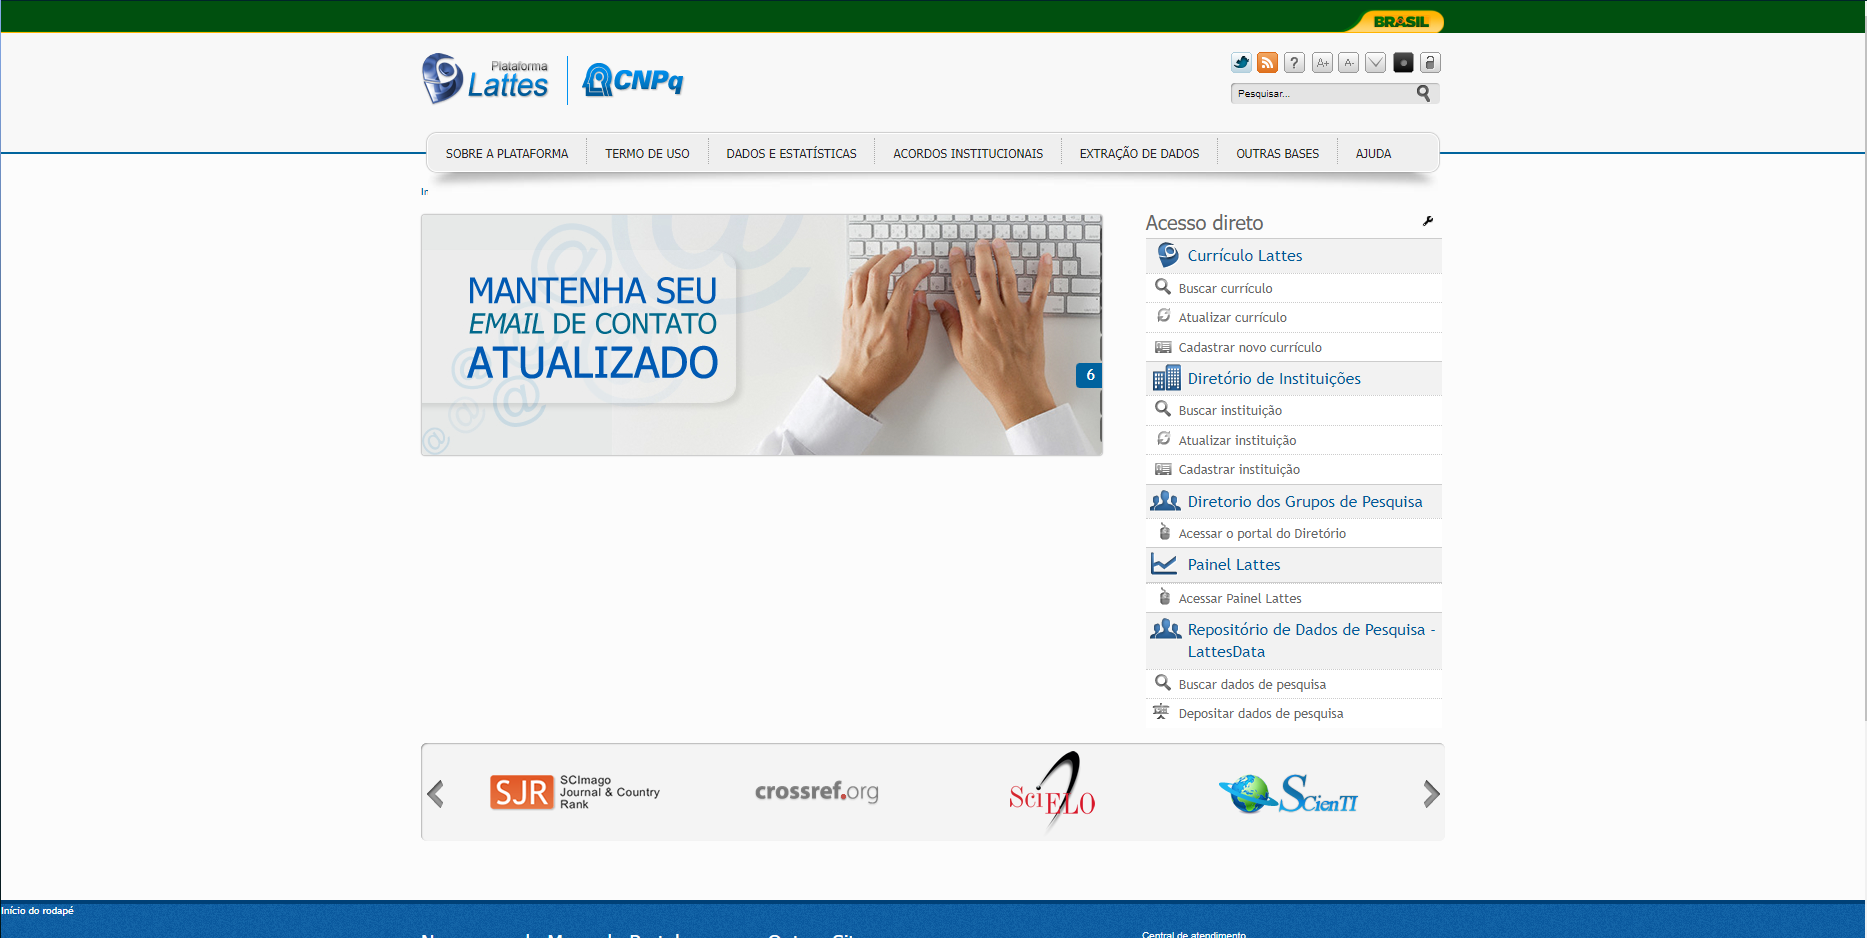 BRASIL
Plataforma
Lattes
CNPq
?
A+
A-
Pesquisar...
SOBRE A PLATAFORMA
TERMO DE USO
DADOS E ESTATÍSTICAS
ACORDOS INSTITUCIONAIS
EXTRAÇÃO DE DADOS
OUTRAS BASES
AJUDA
MANTENHA SEU
EMAIL DE CONTATO
ATUALIZADO
6
Acesso direto
Currículo Lattes
Buscar currículo
Atualizar currículo
Cadastrar novo currículo
Diretório de Instituições
Buscar instituição
Atualizar instituição
Cadastrar instituição
Diretorio dos Grupos de Pesquisa
Acessar o portal do Diretório
Painel Lattes
Acessar Painel Lattes
Repositório de Dados de Pesquisa -
LattesData
Buscar dados de pesquisa
Depositar dados de pesquisa
SJR
SCImago
Journal & Country
Rank
crossref.org
SciELO
ScienTI
Início do rodapé
Central de atendimento